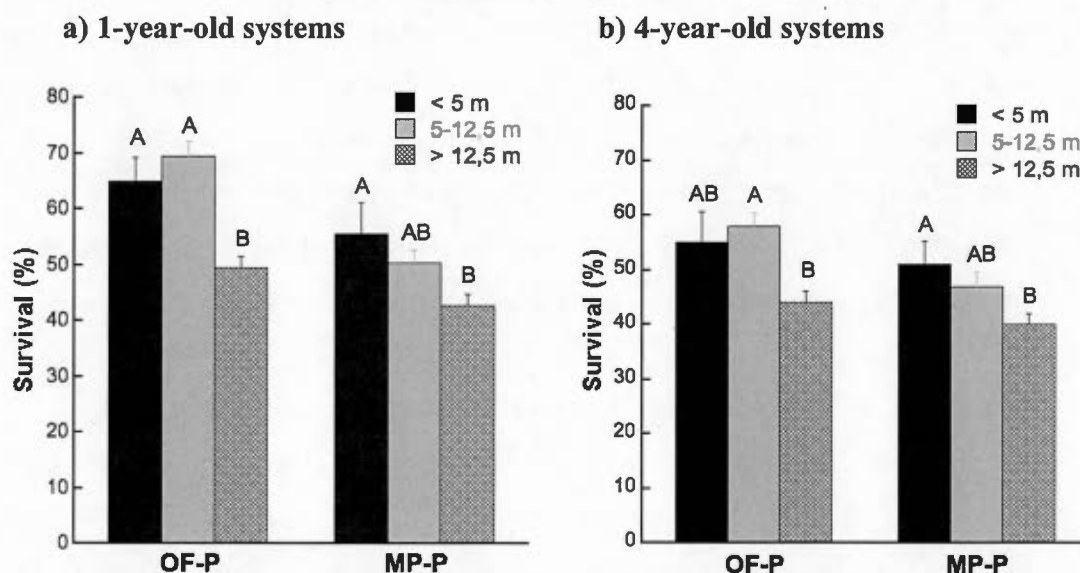 a) 1-year-old systems
80
70
60
50
40
30
20
10
0
Survival (%)
A
A
B
A
AB
B
< 5 m
5-12,5 m
> 12,5 m
OF-P
MP-P
b) 4-year-old systems
80
70
60
50
40
30
20
10
0
Survival (%)
AB
A
B
A
AB
B
< 5 m
5-12,5 m
> 12,5 m
OF-P
MP-P